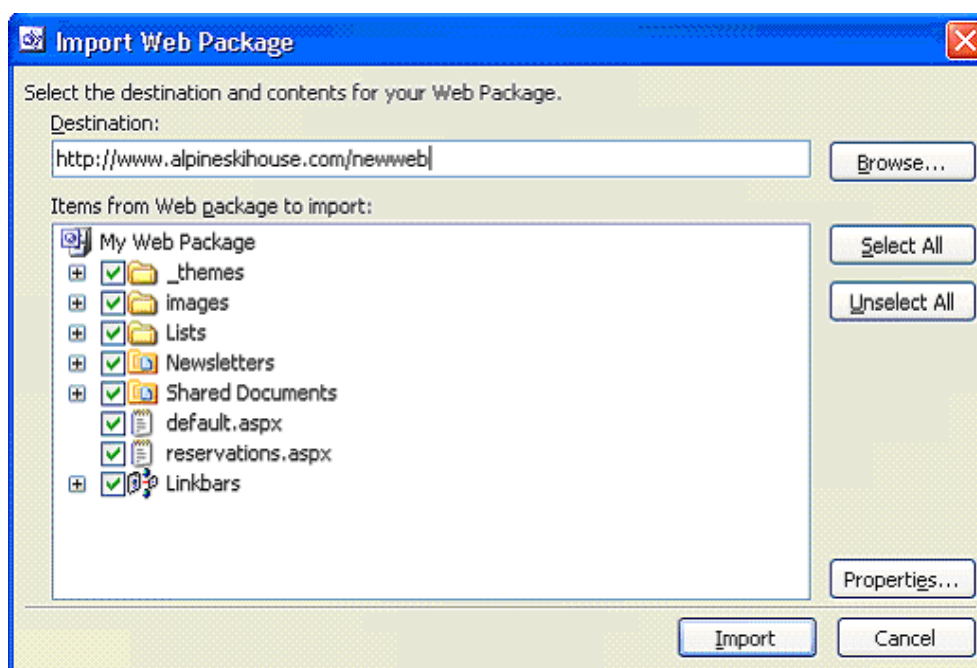 Import Web Package
Select the destination and contents for your Web Package.
Destination:
http://www.alpineskihouse.com/newweb
Browse...
Items from Web package to import:
My Web Package
Select All
_themes
images
Unselect All
Lists
Newsletters
Shared Documents
default.aspx
reservations.aspx
Linkbars
Properties...
Import
Cancel